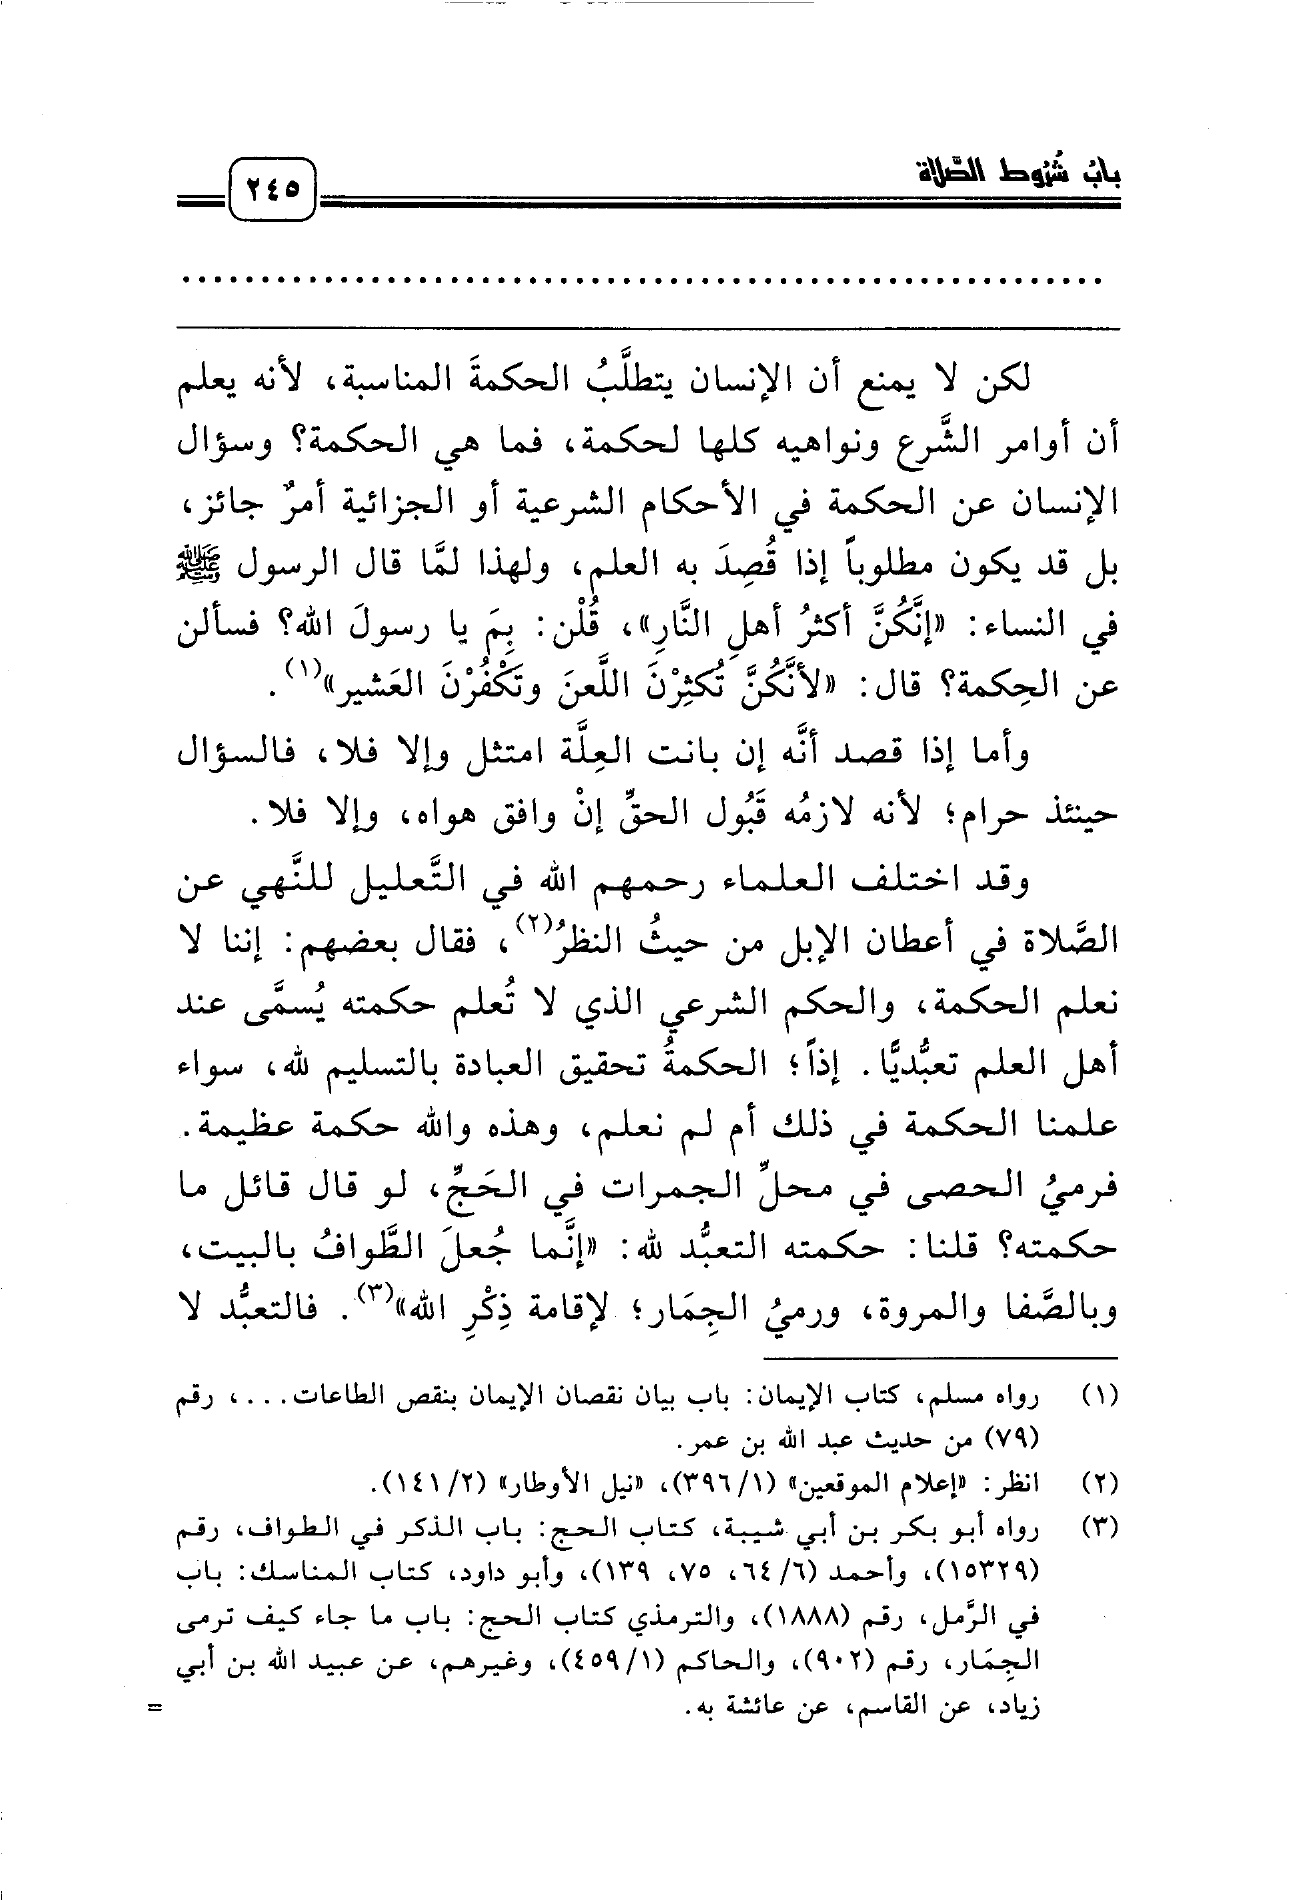 باب شُرُوط الصَّلاة
٢٤٥
................................................................
لكن لا يمنع أن الإنسان يتطلَّبُ الحكمةَ المناسبة، لأنه يعلم
أن أوامر الشَّرع ونواهيه كلها لحكمة، فما هي الحكمة؟ وسؤال
الإنسان عن الحكمة في الأحكام الشرعية أو الجزائية أمرٌ جائز،
بل قد يكون مطلوباً إذا قُصِدَ به العلم، ولهذا لمَّا قال الرسول ﷺ
في النساء: «إنَّكُنَّ أكثرُ أهلِ النَّارِ»، قُلْن: بِمَ يا رسولَ الله؟ فسألن
عن الحِكمة؟ قال: «لأنَّكُنَّ تُكثِرْنَ اللَّعنَ وتَكْفُرْنَ العَشير»(١).
وأما إذا قصد أنَّه إن بانت العِلَّة امتثل وإلا فلا، فالسؤال
حينئذ حرام؛ لأنه لازمُه قَبُول الحقِّ إنْ وافق هواه، وإلا فلا.
وقد اختلف العلماء رحمهم الله في التَّعليل للنَّهي عن
الصَّلاة في أعطان الإبل من حيثُ النظرُ(٢)، فقال بعضهم: إننا لا
نعلم الحكمة، والحكم الشرعي الذي لا تُعلم حكمته يُسمَّى عند
أهل العلم تعبُّديًّا. إذاً؛ الحكمةُ تحقيق العبادة بالتسليم لله، سواء
علمنا الحكمة في ذلك أم لم نعلم، وهذه والله حكمة عظيمة.
فرميُ الحصى في محلِّ الجمرات في الحَجِّ، لو قال قائل ما
حكمته؟ قلنا: حكمته التعبُّد لله: «إنَّما جُعلَ الطَّوافُ بالبيت،
وبالصَّفا والمروة، ورميُ الجِمَار؛ لإقامة ذِكْرِ الله»(٣). فالتعبُّد لا
(١) رواه مسلم، كتاب الإيمان: باب بيان نقصان الإيمان بنقص الطاعات...، رقم
(٧٩) من حديث عبد الله بن عمر.
(٢) انظر: «إعلام الموقعين» (٣٩٦/١)، «نيل الأوطار» (١٤١/٢).
(٣) رواه أبو بكر بن أبي شيبة، كتاب الحج: باب الذكر في الطواف، رقم
(١٥٣٢٩)، وأحمد (٦٤/٦، ٧٥، ١٣٩)، وأبو داود، كتاب المناسك: باب
في الرَّمل، رقم (١٨٨٨)، والترمذي كتاب الحج: باب ما جاء كيف ترمى
الجِمَار، رقم (٩٠٢)، والحاكم (٤٥٩/١)، وغيرهم، عن عبيد الله بن أبي
زياد، عن القاسم، عن عائشة به. =